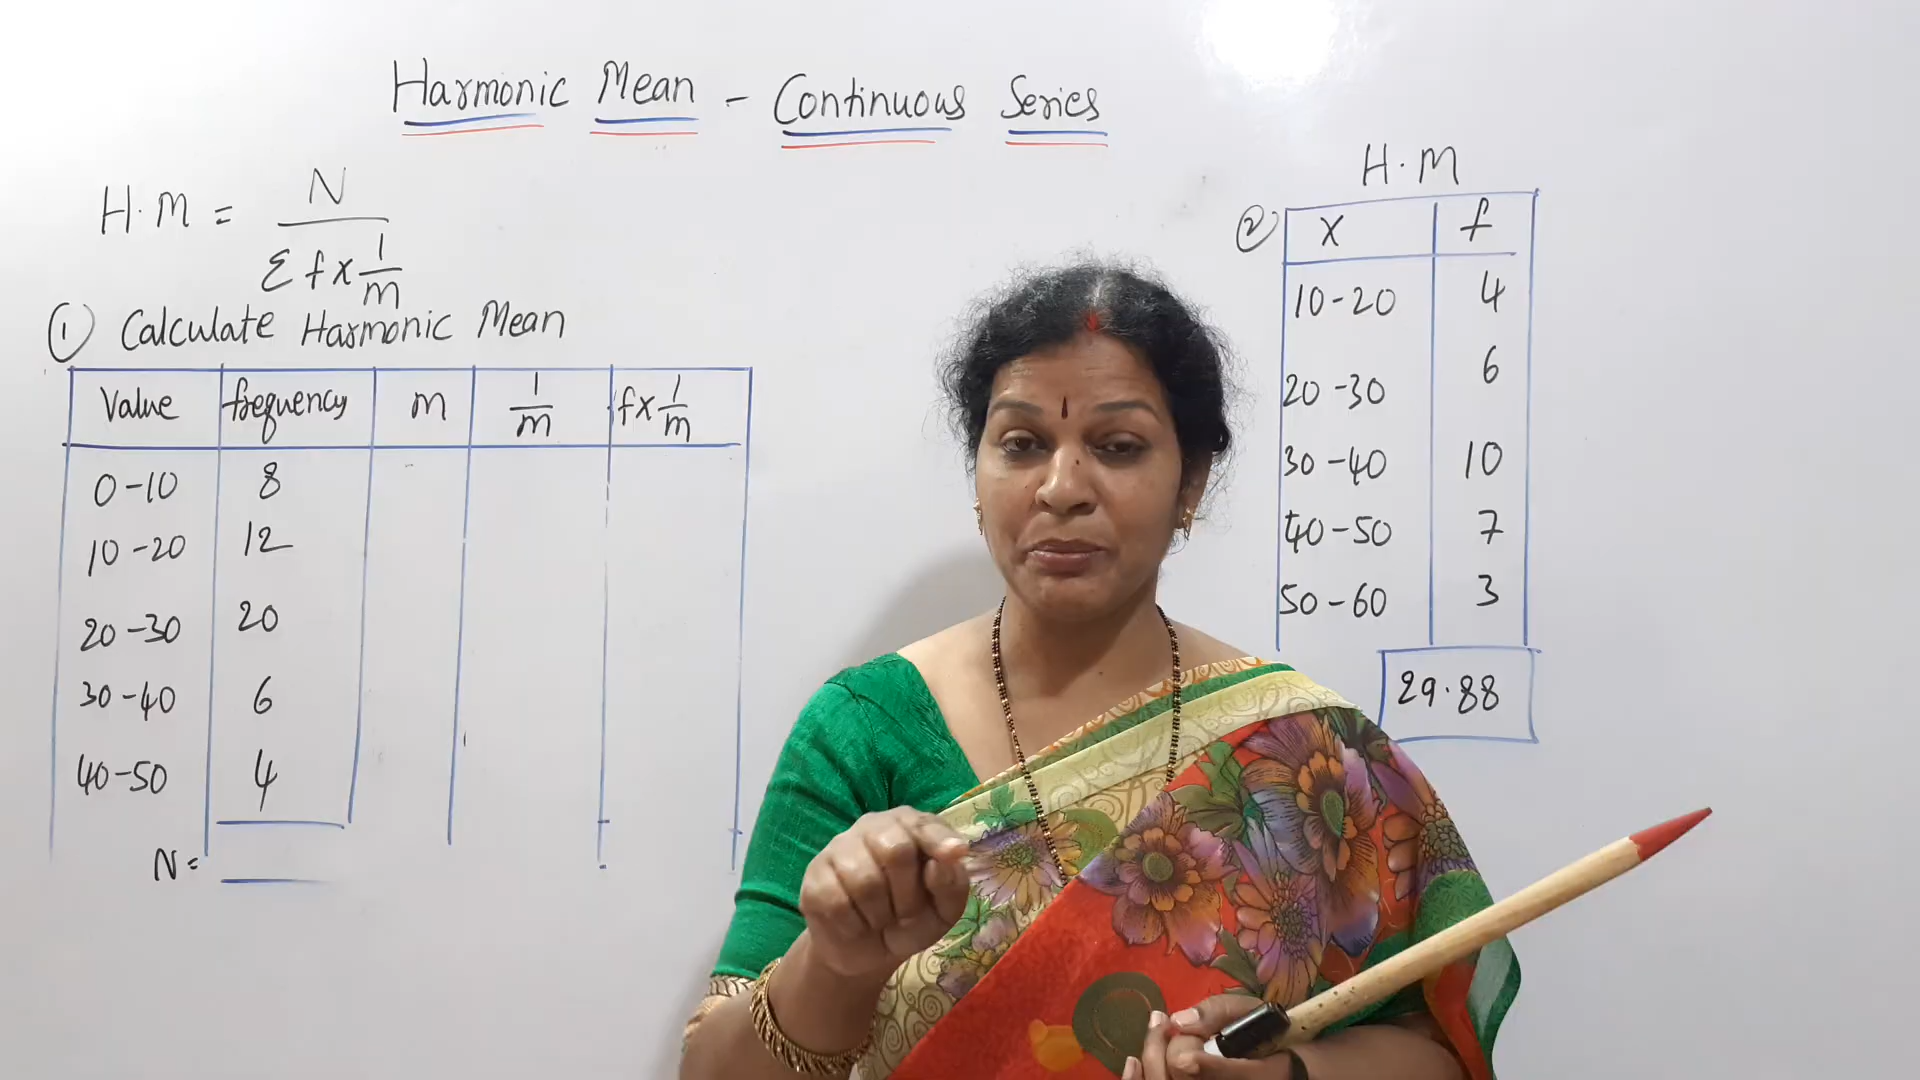 Harmonic Mean - Continuous Series
H.M = N / Σ f x 1/m
① Calculate Harmonic Mean
Value frequency m 1/m f x 1/m
0-10 8
10-20 12
20-30 20
30-40 6
40-50 4
N =
H.M
② X f
10-20 4
20-30 6
30-40 10
40-50 7
50-60 3
29.88